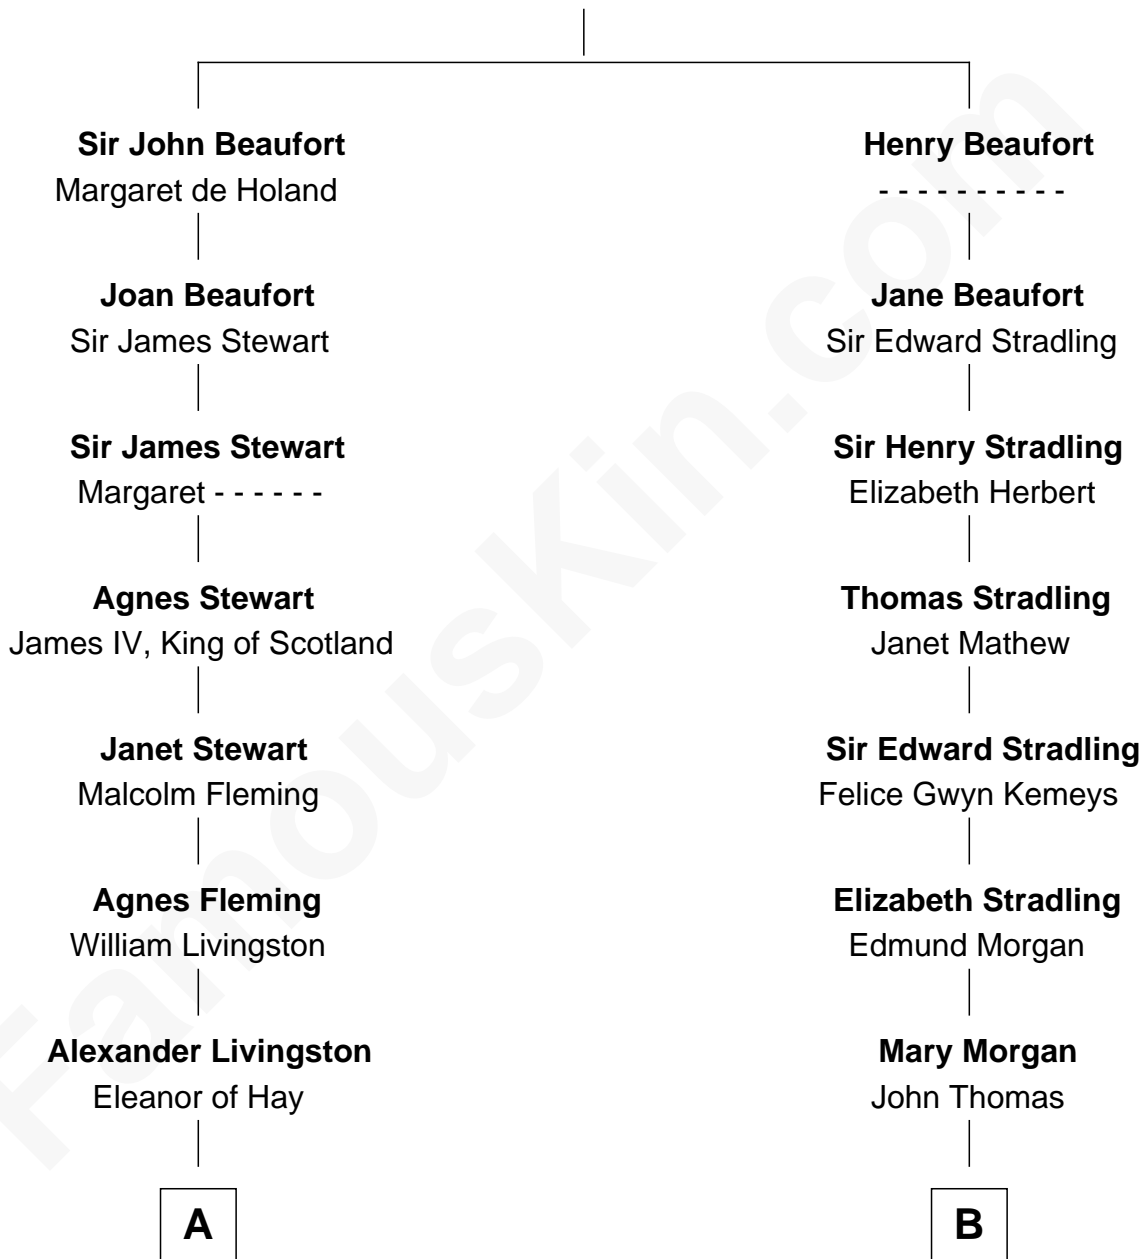 Sir John Beaufort
Margaret de Holand
Joan Beaufort
Sir James Stewart
Sir James Stewart
Margaret - - - - - -
Agnes Stewart
James IV, King of Scotland
Janet Stewart
Malcolm Fleming
Agnes Fleming
William Livingston
Alexander Livingston
Eleanor of Hay
A
Henry Beaufort
- - - - - - - - - -
Jane Beaufort
Sir Edward Stradling
Sir Henry Stradling
Elizabeth Herbert
Thomas Stradling
Janet Mathew
Sir Edward Stradling
Felice Gwyn Kemeys
Elizabeth Stradling
Edmund Morgan
Mary Morgan
John Thomas
B
FamousKin.com